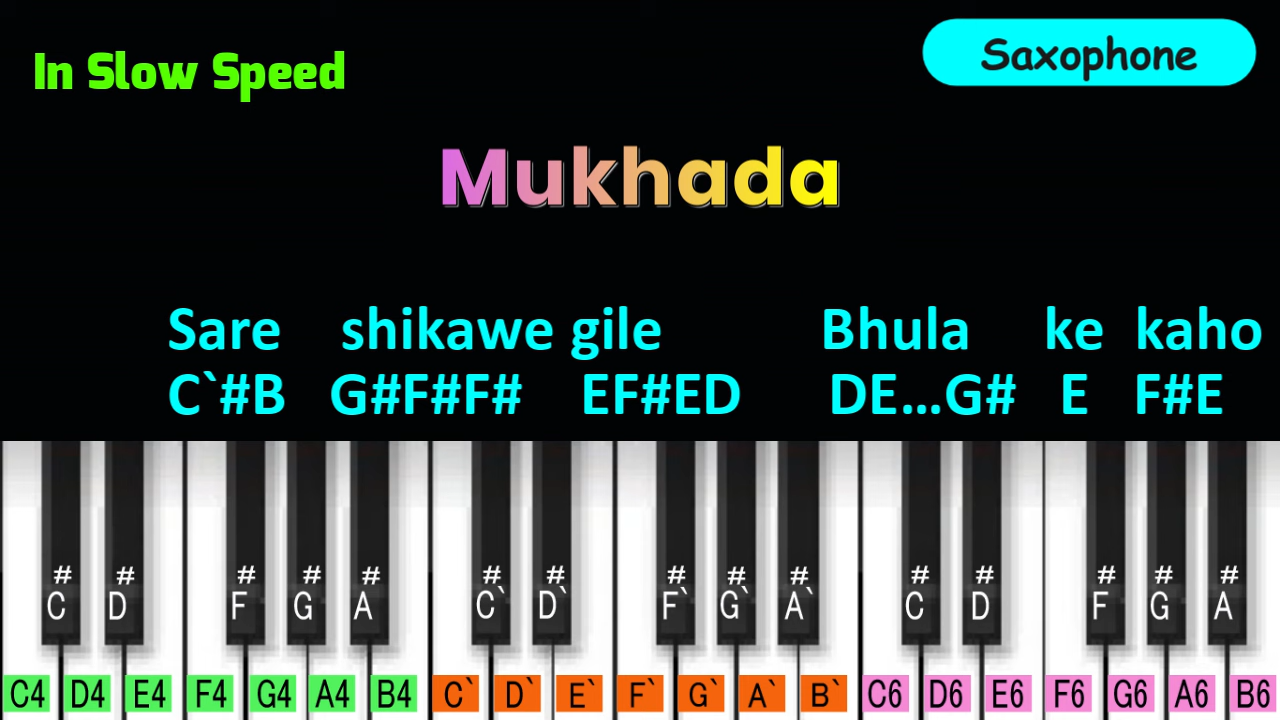 In Slow Speed
Saxophone
Mukhada
Sare shikawe gile Bhula ke kaho
C`#B G#F#F# EF#ED DE...G# E F#E
# # # # # # # # # # # # # # #
C D F G A C` D` F` G` A` C D F G A
C4 D4 E4 F4 G4 A4 B4 C` D` E` F` G` A` B` C6 D6 E6 F6 G6 A6 B6